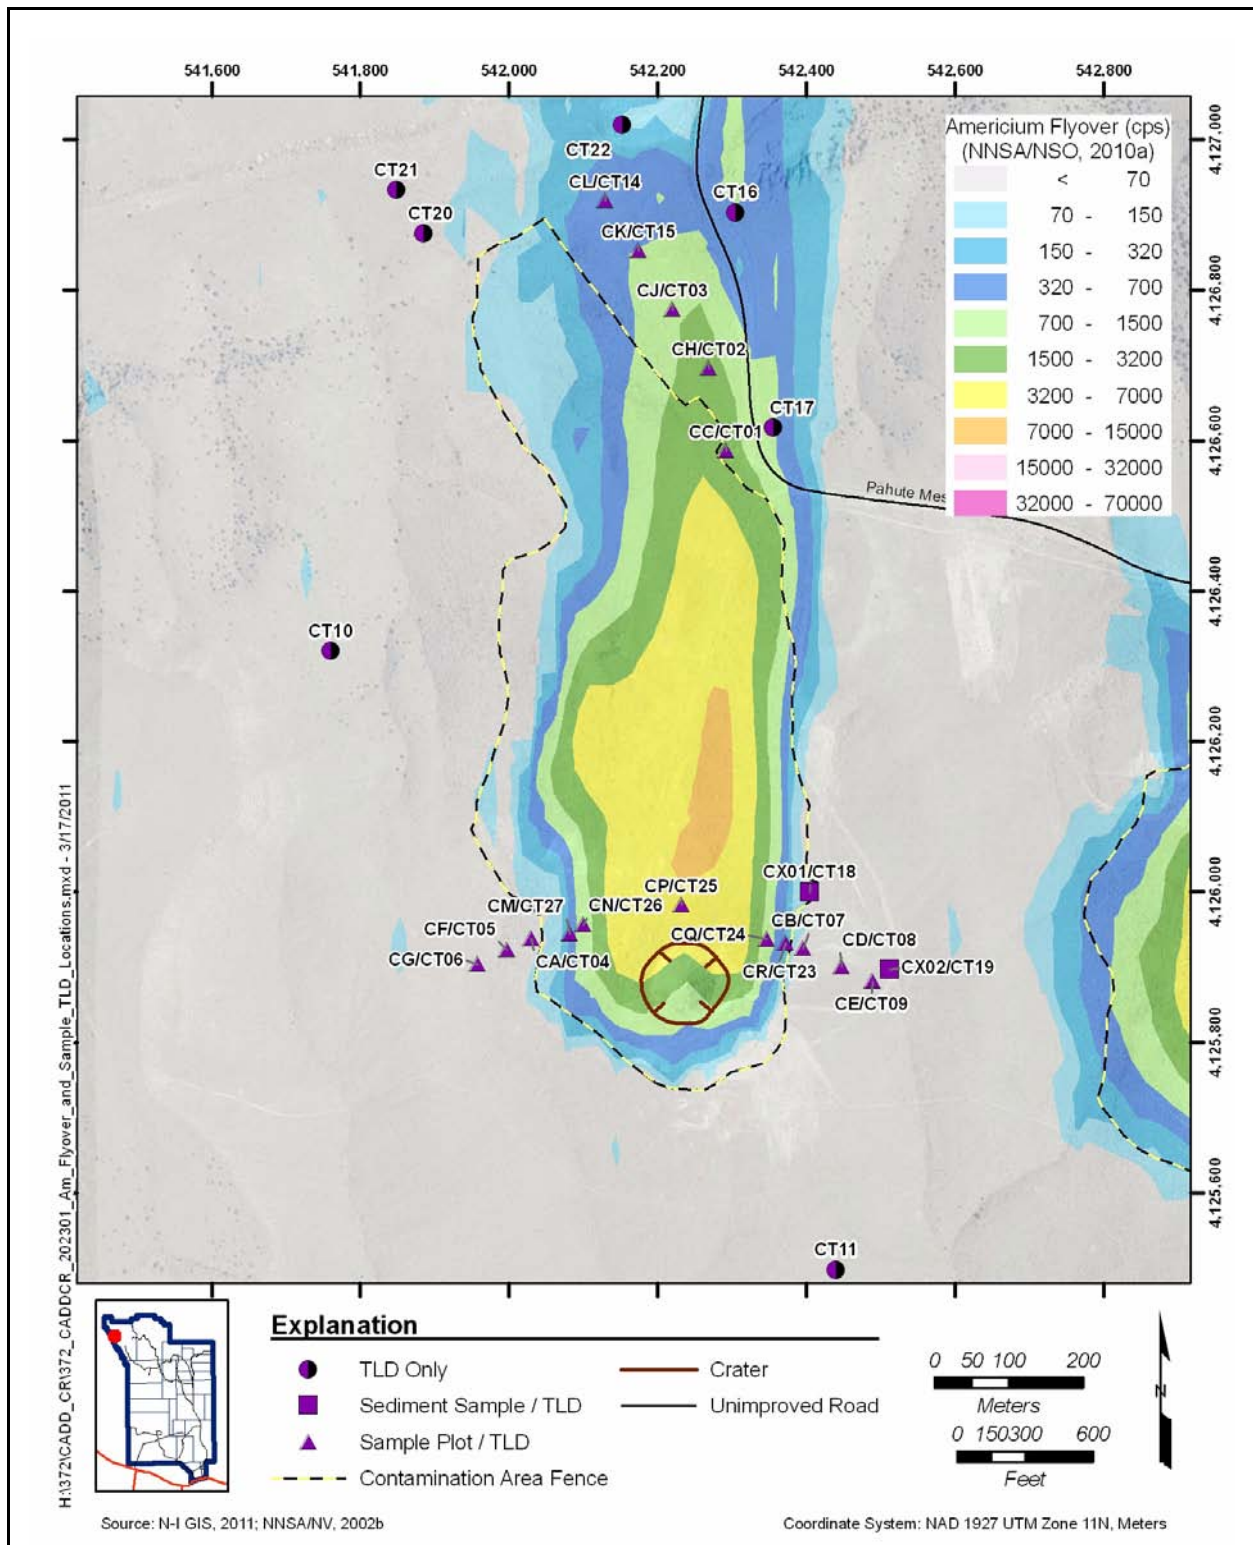 541,600 541,800 542,000 542,200 542,400 542,600 542,800
Americium Flyover (cps)
(NNSA/NSO, 2010a)
< 70
70 - 150
150 - 320
320 - 700
700 - 1500
1500 - 3200
3200 - 7000
7000 - 15000
15000 - 32000
32000 - 70000
4,127,000
4,126,800
4,126,600
4,126,400
4,126,200
4,126,000
4,125,800
4,125,600
CT22
CT21
CL/CT14
CT16
CT20
CK/CT15
CJ/CT03
CH/CT02
CT17
CC/CT01
Pahute Mes
CT10
CX01/CT18
CP/CT25
CM/CT27
CN/CT26
CB/CT07
CF/CT05
CQ/CT24
CD/CT08
CG/CT06
CA/CT04
CR/CT23
CX02/CT19
CE/CT09
CT11
H:\372\CADD_CR\372_CADDCR_202301_Am_Flyover_and_Sample_TLD_Locations.mxd - 3/17/2011
Explanation
TLD Only
Sediment Sample / TLD
Sample Plot / TLD
Contamination Area Fence
Crater
Unimproved Road
0 50 100 200
Meters
0 150 300 600
Feet
N
Source: N-I GIS, 2011; NNSA/NV, 2002b
Coordinate System: NAD 1927 UTM Zone 11N, Meters